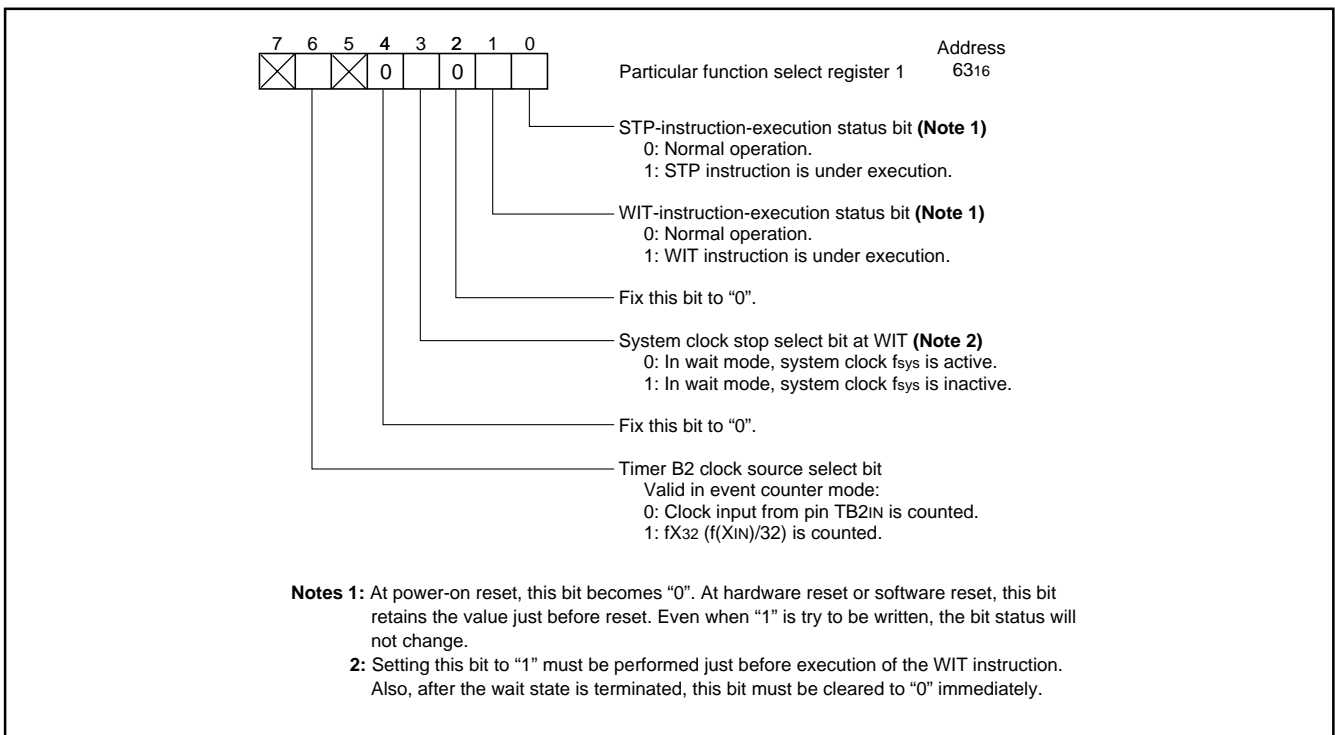 7 6 5 4 3 2 1 0
Address
0 0
Particular function select register 1 6316
STP-instruction-execution status bit (Note 1)
0: Normal operation.
1: STP instruction is under execution.
WIT-instruction-execution status bit (Note 1)
0: Normal operation.
1: WIT instruction is under execution.
Fix this bit to “0”.
System clock stop select bit at WIT (Note 2)
0: In wait mode, system clock fsys is active.
1: In wait mode, system clock fsys is inactive.
Fix this bit to “0”.
Timer B2 clock source select bit
Valid in event counter mode:
0: Clock input from pin TB2IN is counted.
1: fX32 (f(XIN)/32) is counted.
Notes 1: At power-on reset, this bit becomes “0”. At hardware reset or software reset, this bit
retains the value just before reset. Even when “1” is try to be written, the bit status will
not change.
2: Setting this bit to “1” must be performed just before execution of the WIT instruction.
Also, after the wait state is terminated, this bit must be cleared to “0” immediately.